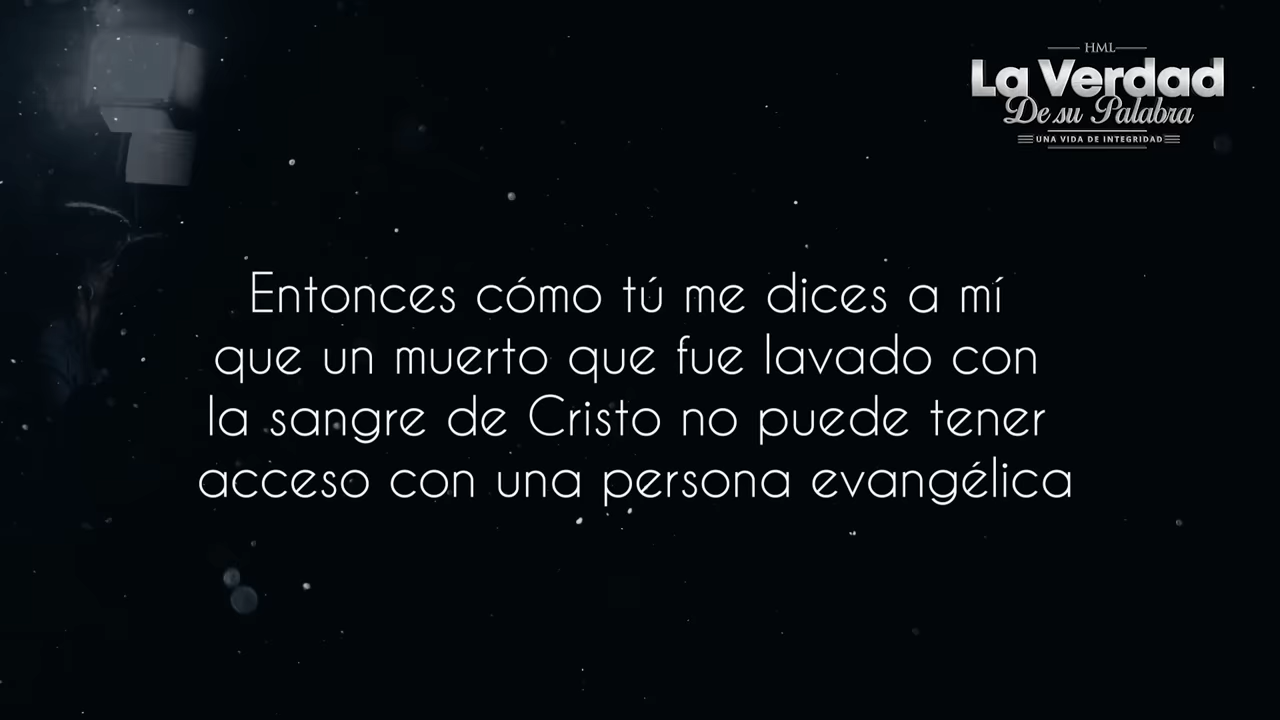 HML
La Verdad
De su Palabra
UNA VIDA DE INTEGRIDAD
Entonces cómo tú me dices a mí
que un muerto que fue lavado con
la sangre de Cristo no puede tener
acceso con una persona evangélica